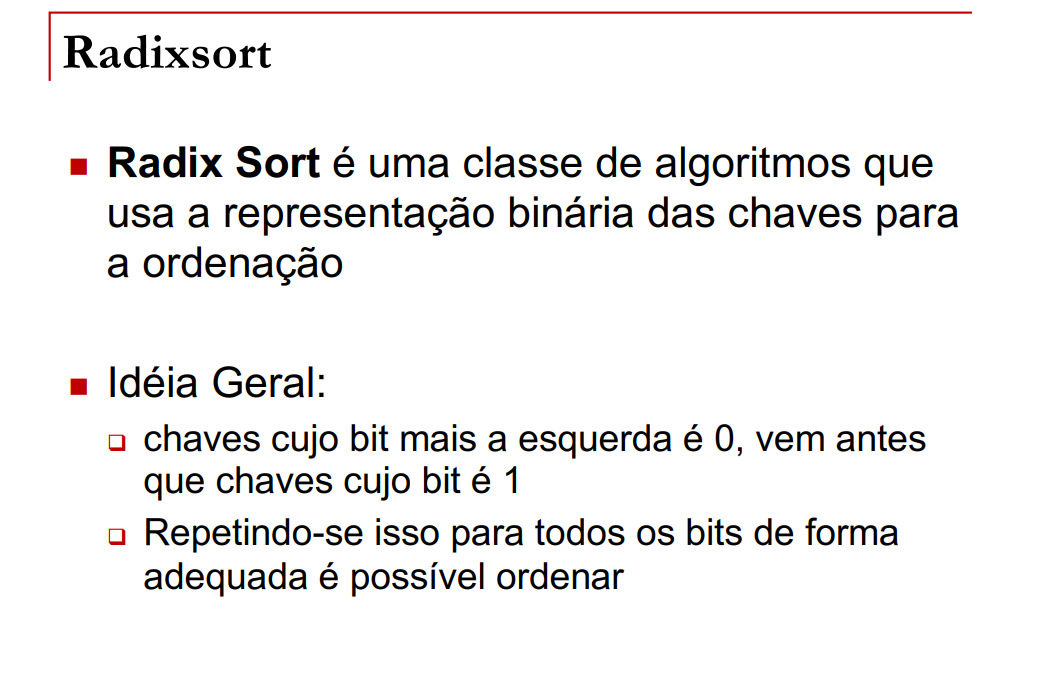 Radixsort
■ Radix Sort é uma classe de algoritmos que
usa a representação binária das chaves para
a ordenação
■ Idéia Geral:
❑ chaves cujo bit mais a esquerda é 0, vem antes
que chaves cujo bit é 1
❑ Repetindo-se isso para todos os bits de forma
adequada é possível ordenar